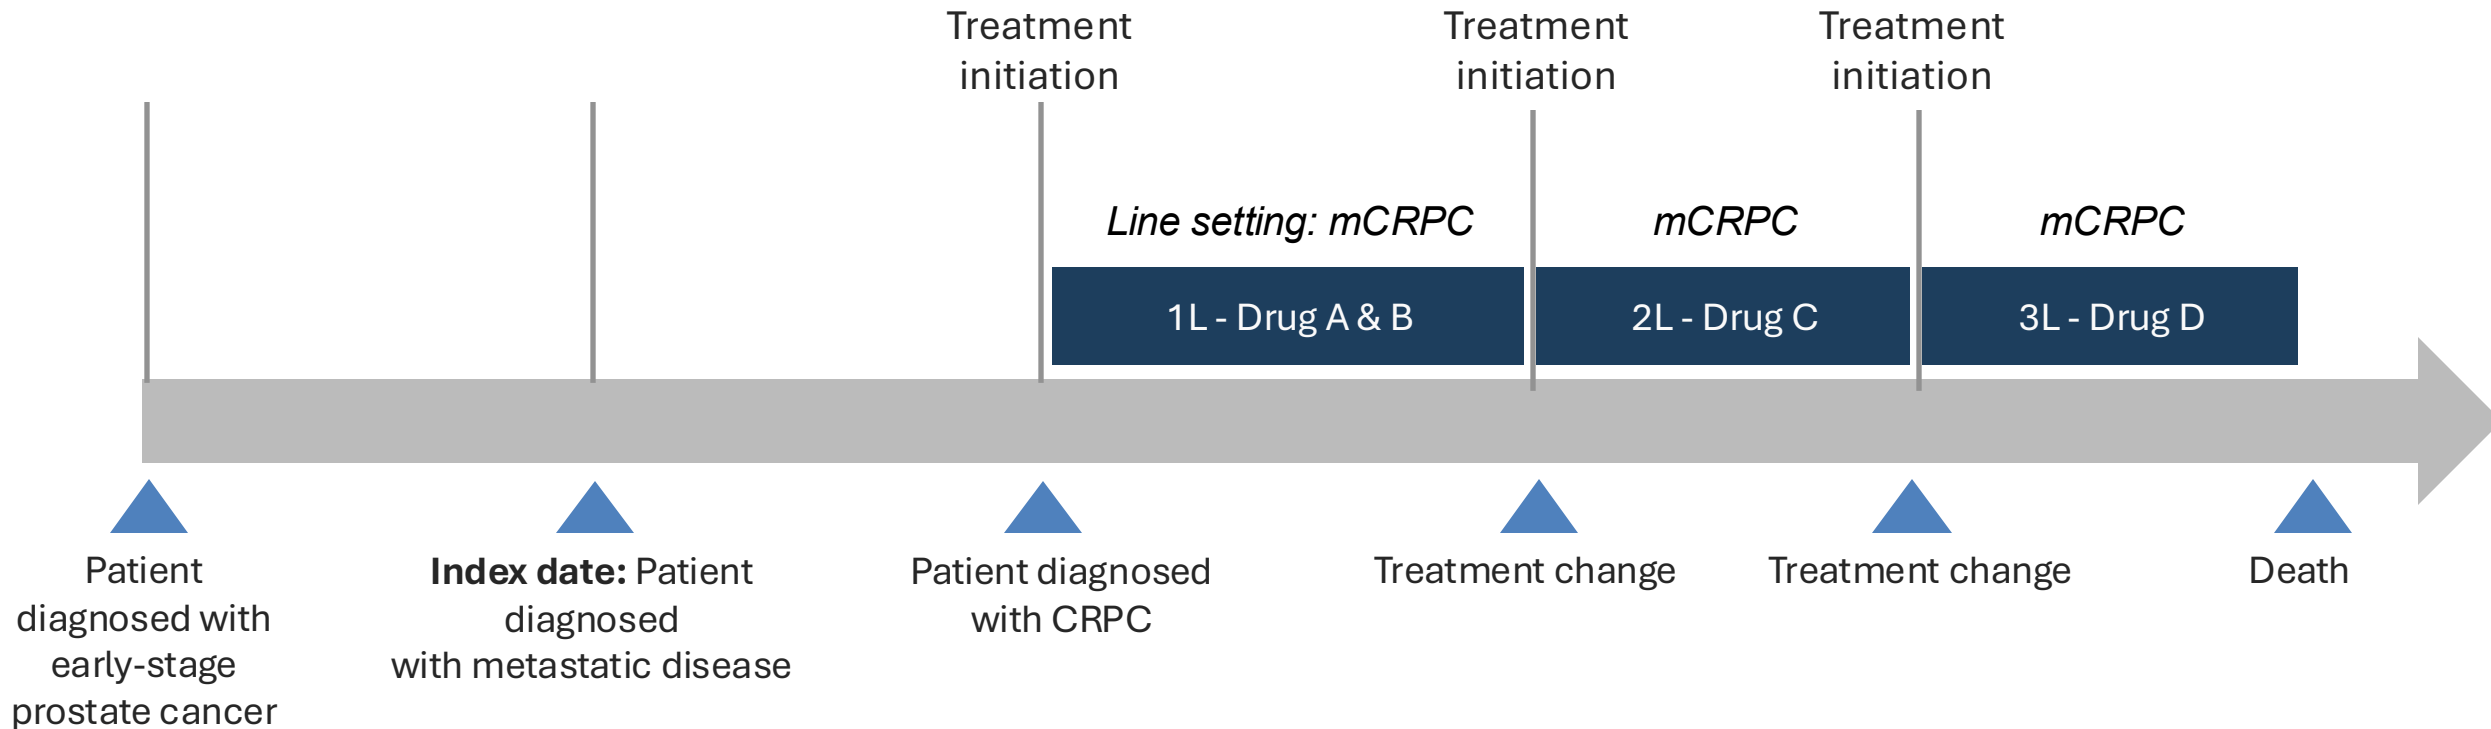 Treatment
initiation
Treatment
initiation
Treatment
initiation
Line setting: mCRPC
mCRPC
mCRPC
1L - Drug A & B
2L - Drug C
3L - Drug D
Patient
diagnosed with
early-stage
prostate cancer
Index date: Patient
diagnosed
with metastatic disease
Patient diagnosed
with CRPC
Treatment change
Treatment change
Death